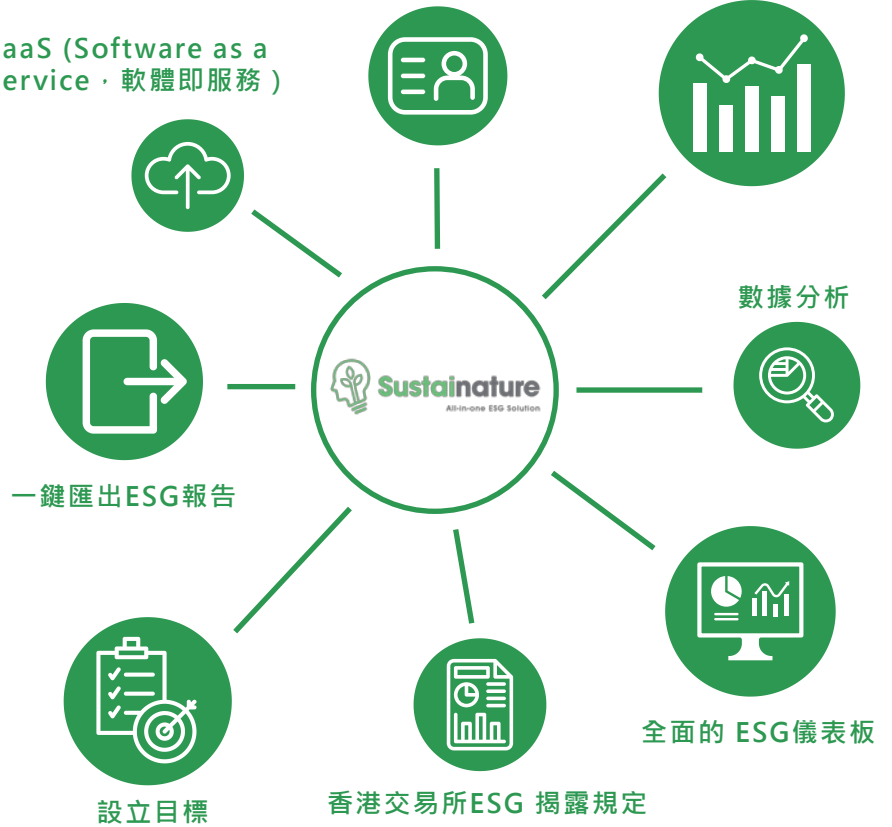 aaS (Software as a
ervice，軟體即服務 )
數據分析
Sustainature
All-in-one ESG Solution
一鍵匯出ESG報告
全面的 ESG儀表板
香港交易所ESG 揭露規定
設立目標